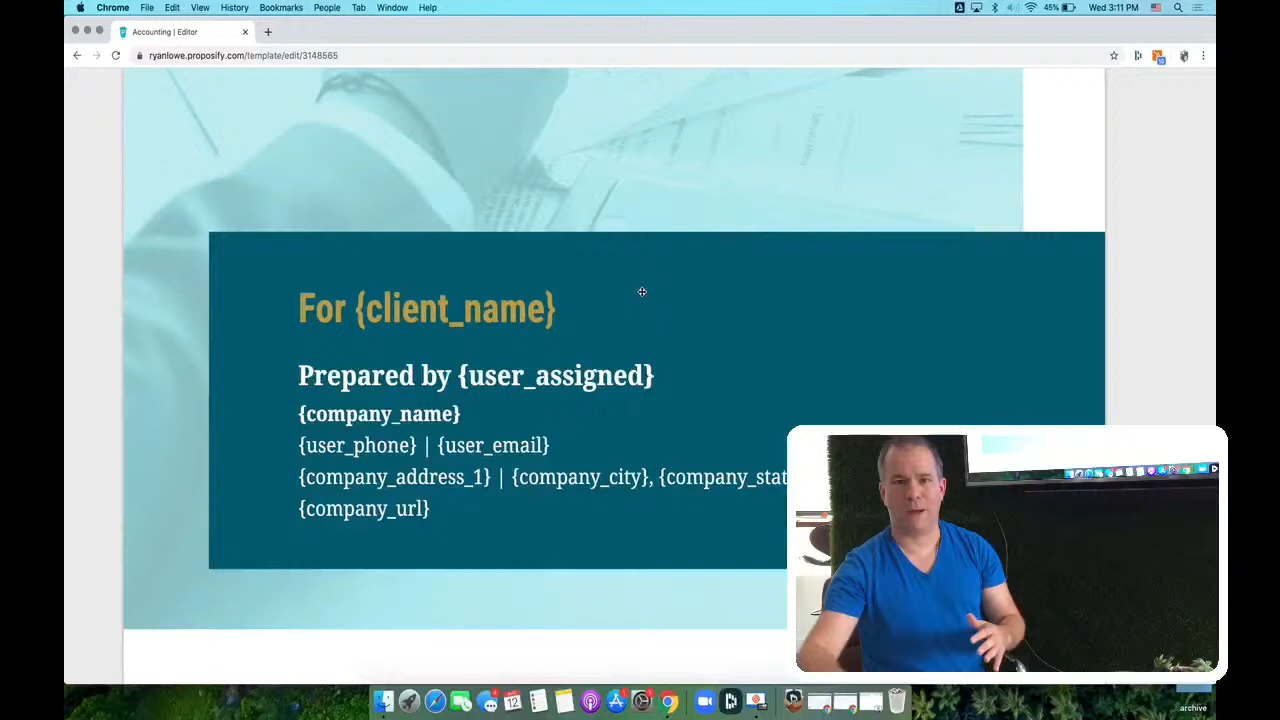 Chrome File Edit View History Bookmarks People Tab Window Help 45% Wed 3:11 PM
Accounting | Editor
ryanlowe.proposify.com/template/edit/3148565
For {client_name}
Prepared by {user_assigned}
{company_name}
{user_phone} | {user_email}
{company_address_1} | {company_city}, {company_stat
{company_url}
12
archive